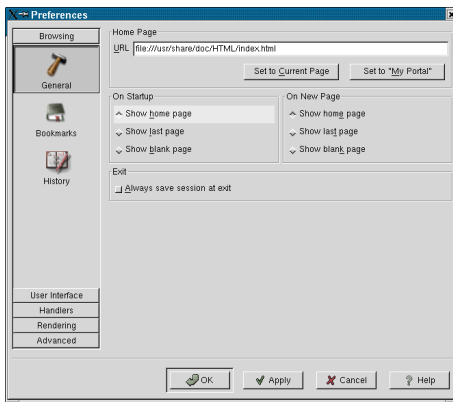 Preferences
Browsing
General
Bookmarks
History
User Interface
Handlers
Rendering
Advanced
Home Page
URL file:///usr/share/doc/HTML/index.html
Set to Current Page
Set to "My Portal"
On Startup
Show home page
Show last page
Show blank page
On New Page
Show home page
Show last page
Show blank page
Exit
Always save session at exit
OK
Apply
Cancel
Help